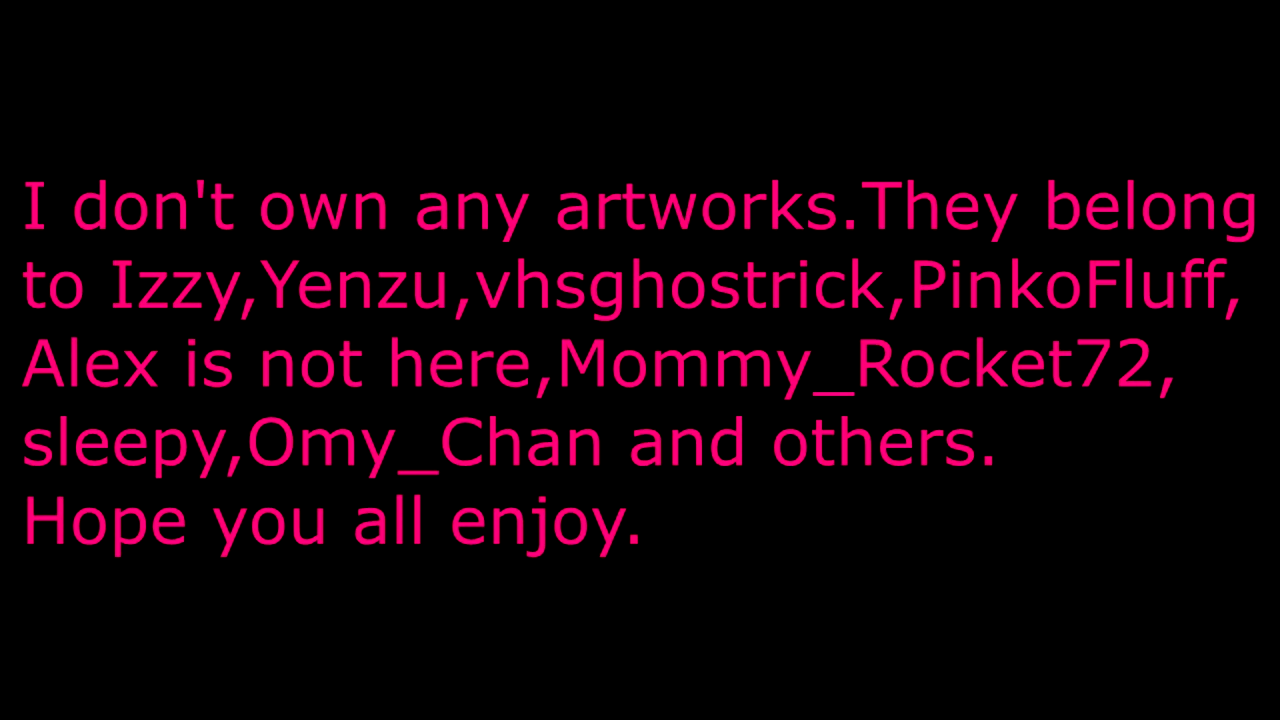 I don't own any artworks.They belong
to Izzy,Yenzu,vhsghostrick,PinkoFluff,
Alex is not here,Mommy_Rocket72,
sleepy,Omy_Chan and others.
Hope you all enjoy.